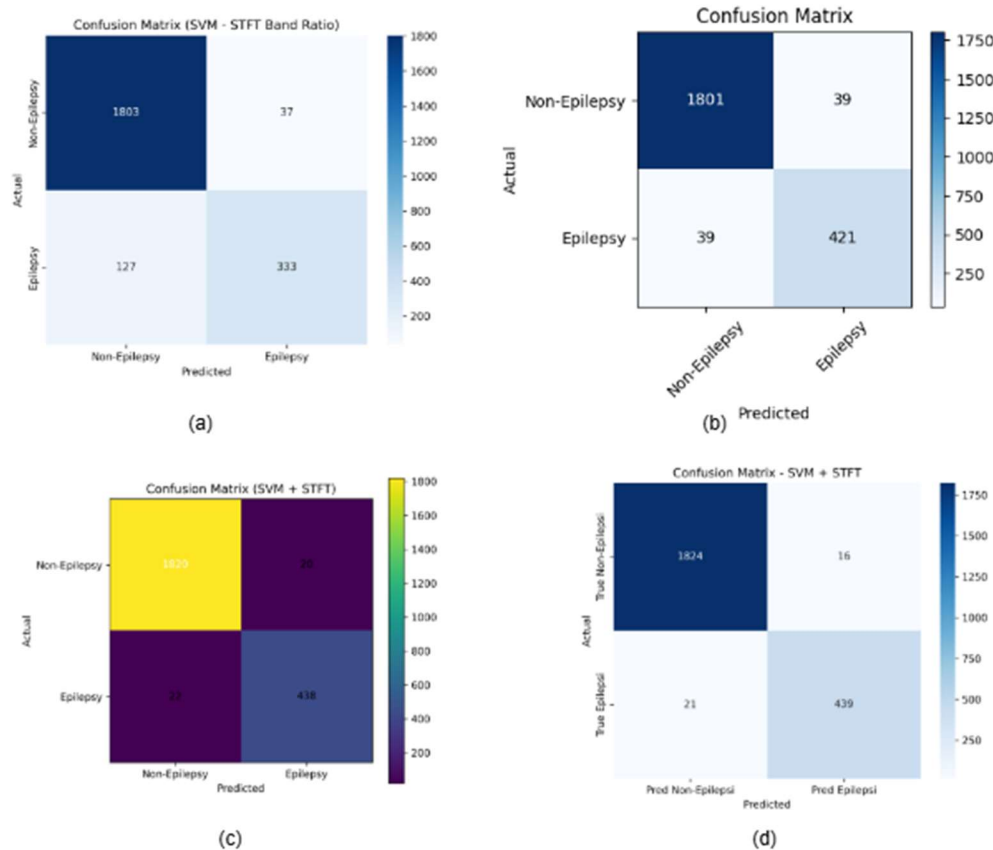 Confusion Matrix (SVM - STFT Band Ratio)
Non-Epilepsy
Epilepsy
Actual
1803
37
127
333
Non-Epilepsy
Epilepsy
Predicted
1800
1600
1400
1200
1000
800
600
400
200
(a)
Confusion Matrix
Non-Epilepsy
Epilepsy
Actual
1801
39
39
421
Non-Epilepsy
Epilepsy
Predicted
1750
1500
1250
1000
750
500
250
(b)
Confusion Matrix (SVM + STFT)
Non-Epilepsy
Epilepsy
Actual
1820
20
22
438
Non-Epilepsy
Epilepsy
Predicted
1800
1600
1400
1200
1000
800
600
400
200
(c)
Confusion Matrix - SVM + STFT
True Non-Epilepsi
True Epilepsi
Actual
1824
16
21
439
Pred Non-Epilepsi
Pred Epilepsi
Predicted
1750
1500
1250
1000
750
500
250
(d)